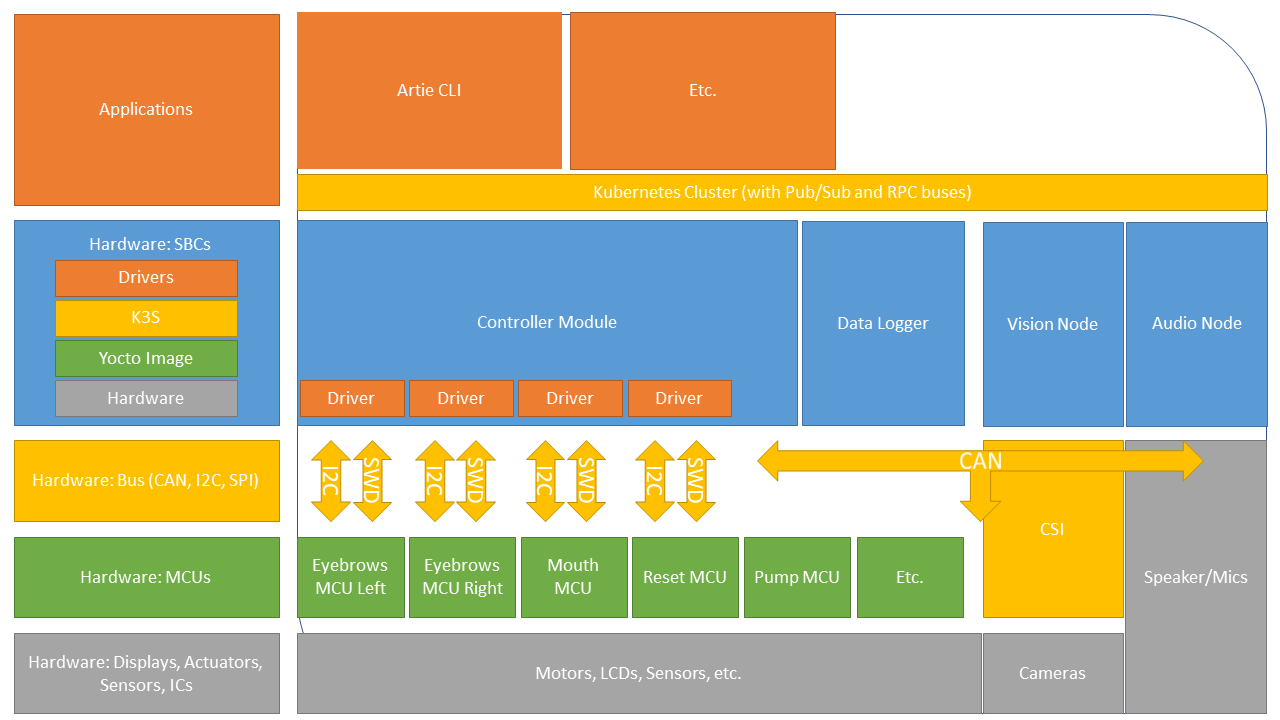 Applications
Artie CLI
Etc.
Kubernetes Cluster (with Pub/Sub and RPC buses)
Hardware: SBCs
Drivers
K3S
Yocto Image
Hardware
Controller Module
Driver
Driver
Driver
Driver
Data Logger
Vision Node
Audio Node
Hardware: Bus (CAN, I2C, SPI)
I2C
SWD
I2C
SWD
I2C
SWD
I2C
SWD
CAN
CSI
Hardware: MCUs
Eyebrows
MCU Left
Eyebrows
MCU Right
Mouth
MCU
Reset MCU
Pump MCU
Etc.
Speaker/Mics
Hardware: Displays, Actuators,
Sensors, ICs
Motors, LCDs, Sensors, etc.
Cameras